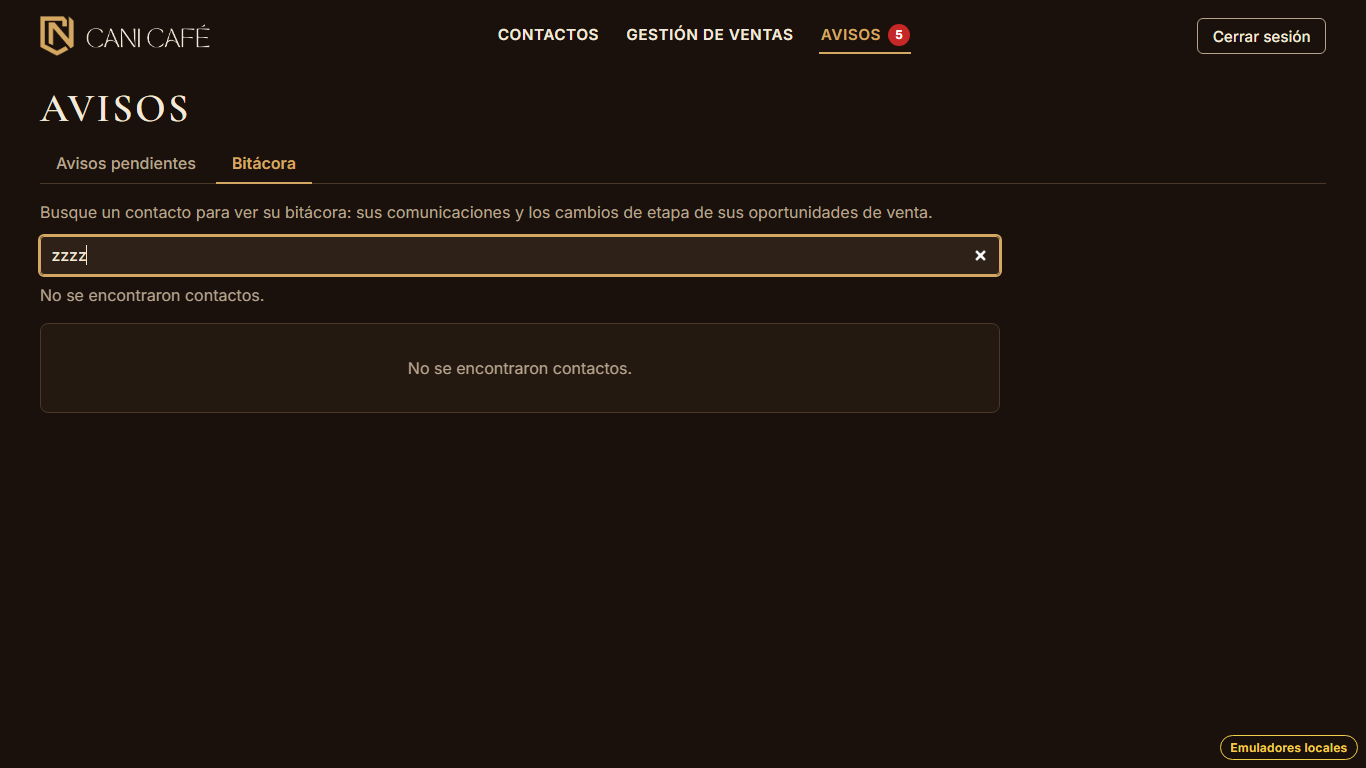 CANI CAFÉ
CONTACTOS
GESTIÓN DE VENTAS
AVISOS 5
Cerrar sesión
AVISOS
Avisos pendientes
Bitácora
Busque un contacto para ver su bitácora: sus comunicaciones y los cambios de etapa de sus oportunidades de venta.
zzzz
No se encontraron contactos.
No se encontraron contactos.
Emuladores locales